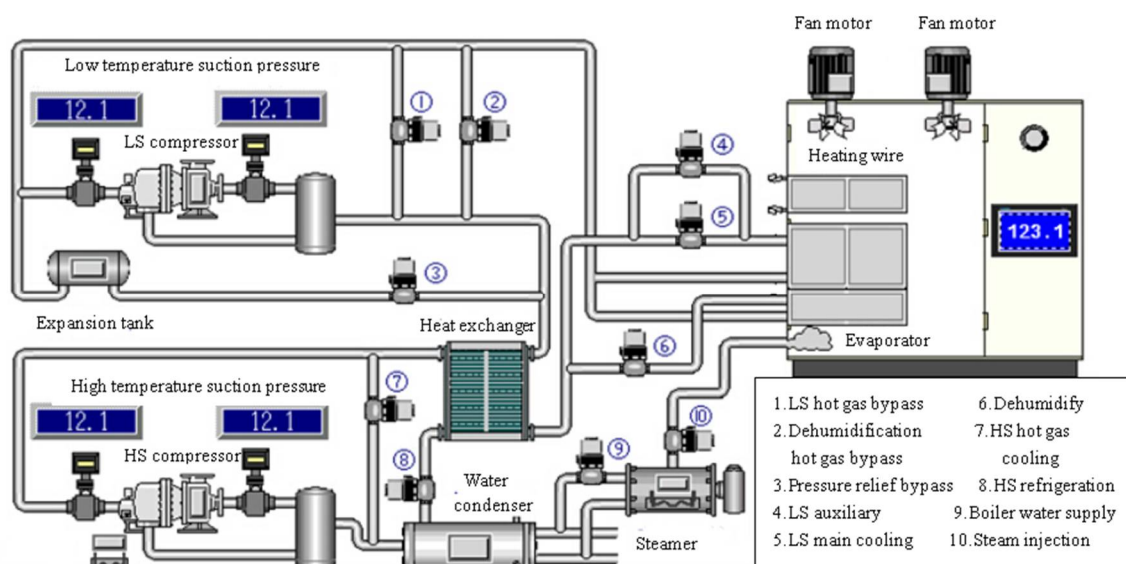 Fan motor
Fan motor
Low temperature suction pressure
12.1
12.1
①
②
LS compressor
④
Heating wire
⑤
123.1
③
Expansion tank
Heat exchanger
Evaporator
⑥
High temperature suction pressure
⑦
12.1
12.1
⑩
HS compressor
⑧
⑨
Water
condenser
Steamer
1.LS hot gas bypass
2.Dehumidification
hot gas bypass
3.Pressure relief bypass
4.LS auxiliary
5.LS main cooling
6.Dehumidify
7.HS hot gas
cooling
8.HS refrigeration
9.Boiler water supply
10.Steam injection